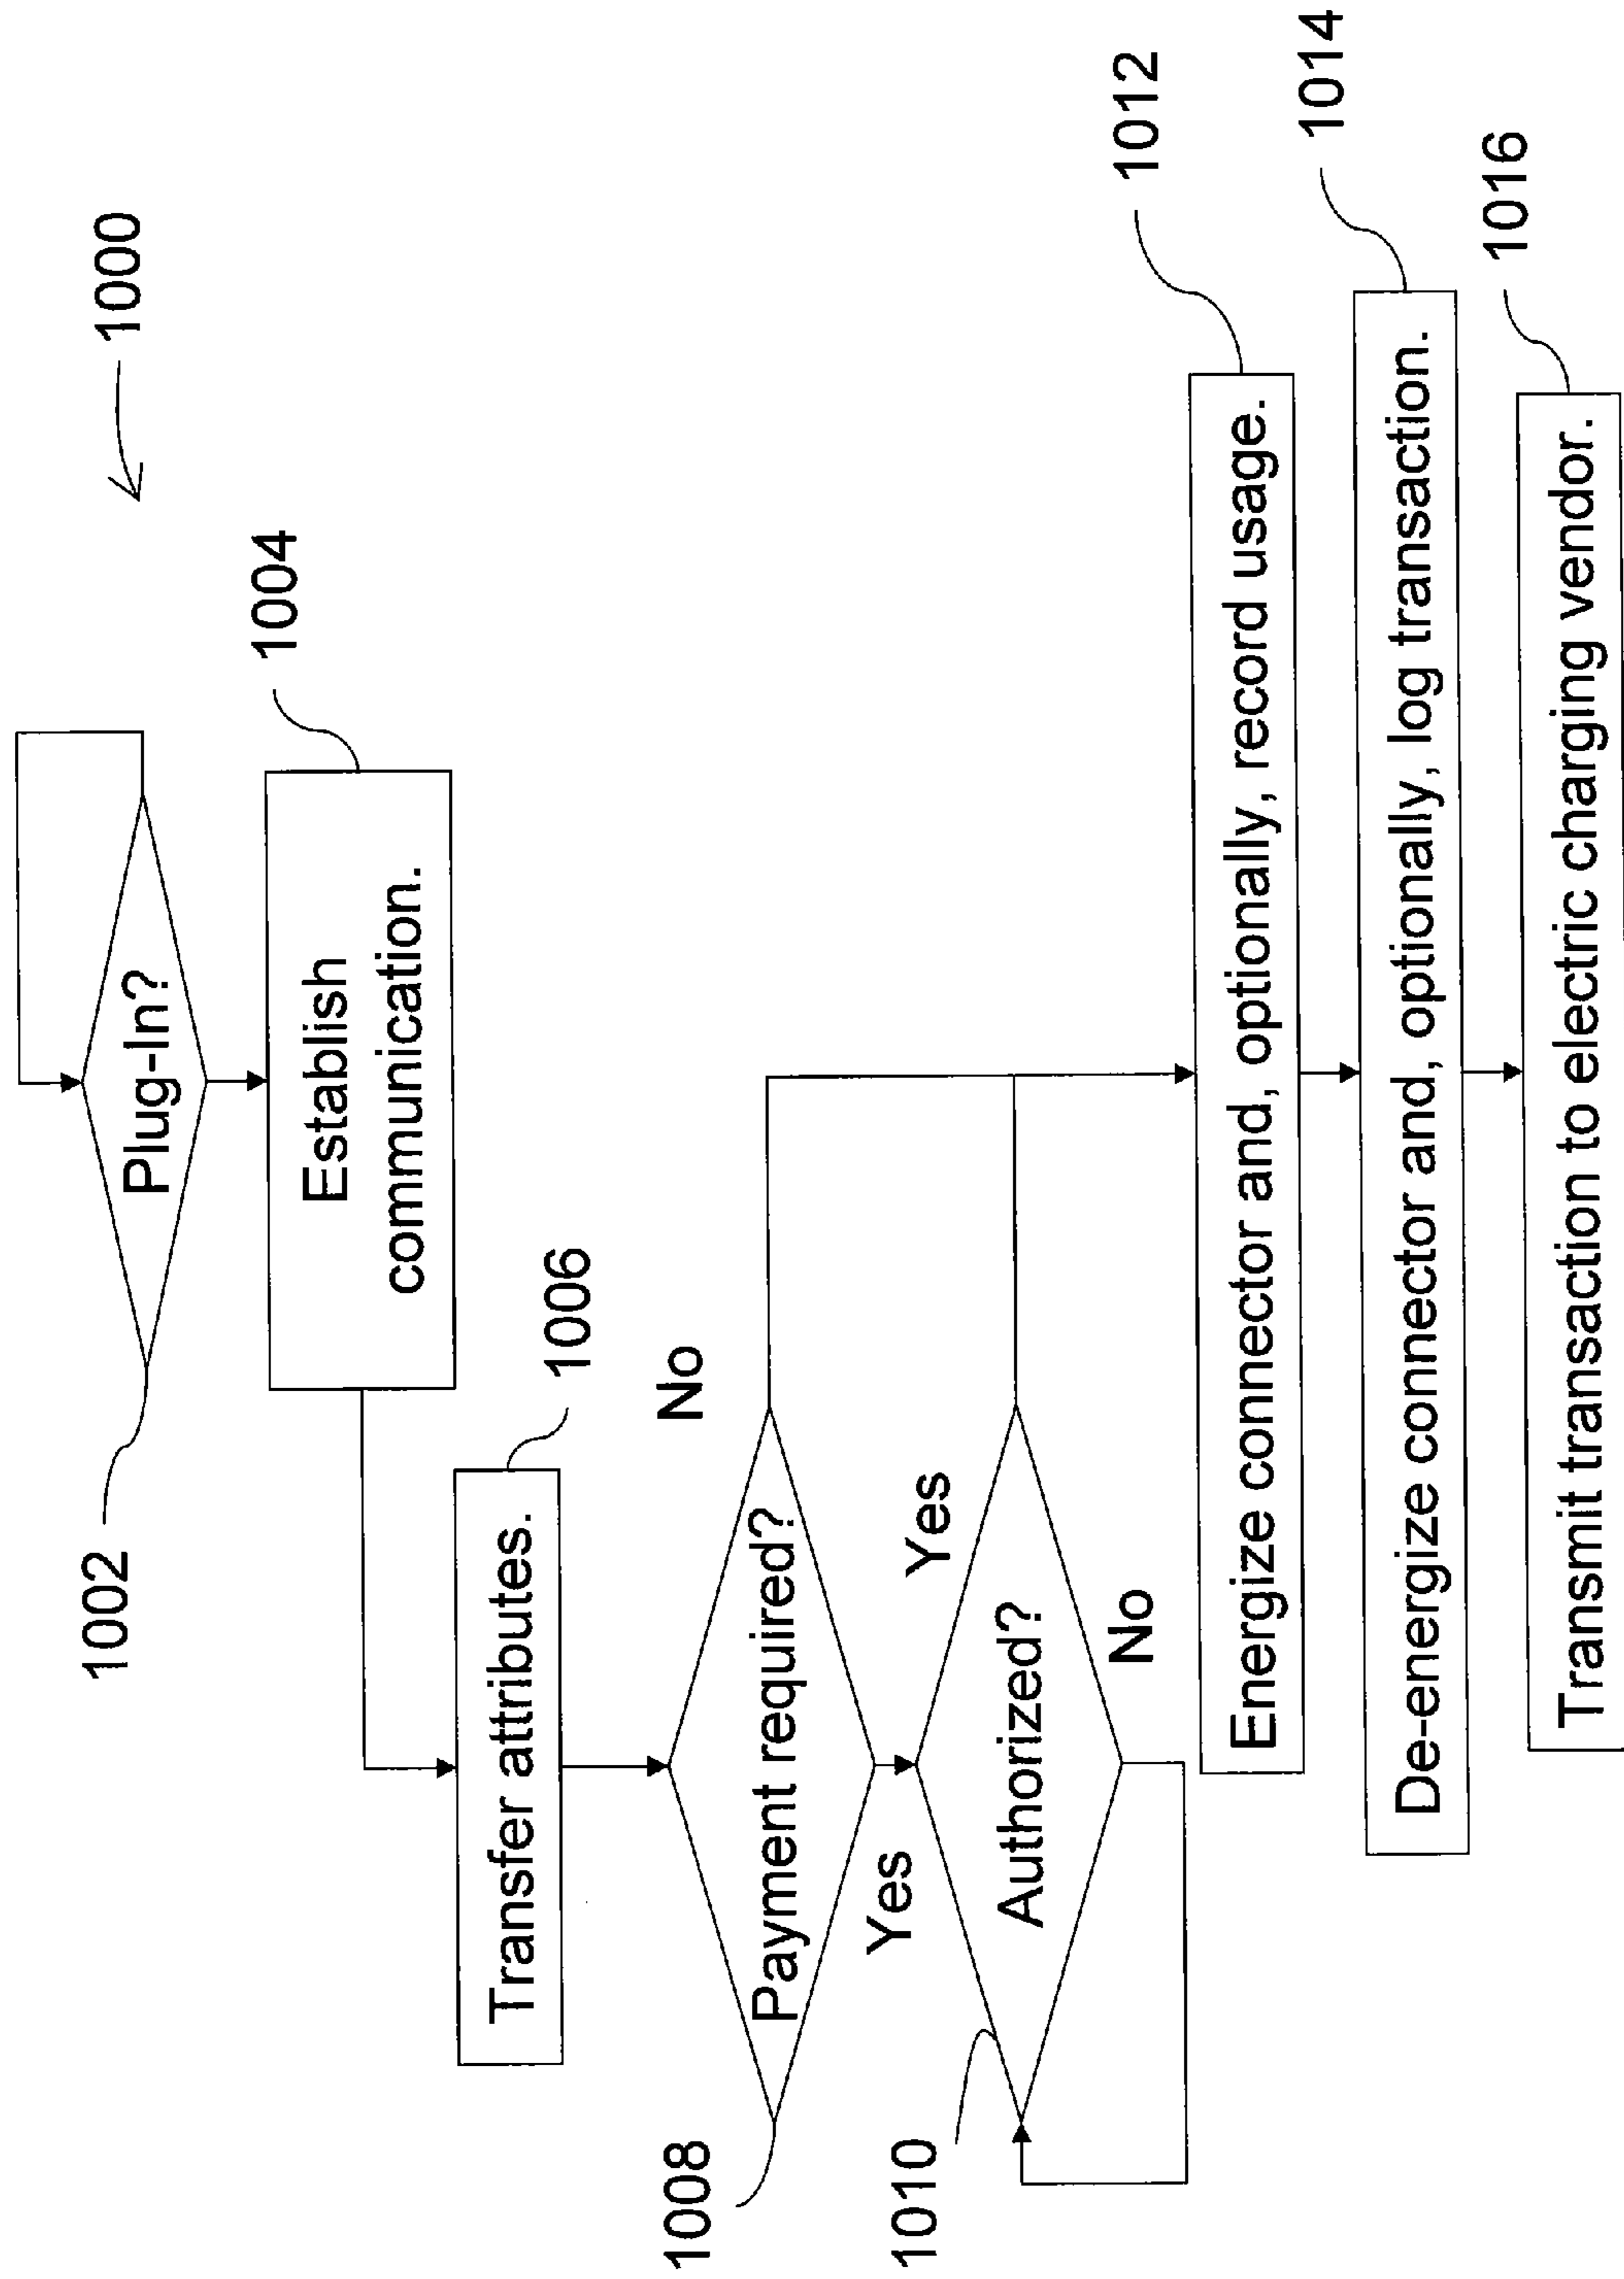 1000
1002
Plug-In?
1004
Establish
communication.
1006
Transfer attributes.
1008
Payment required?
No
Yes
1010
Authorized?
Yes
No
1012
Energize connector and, optionally, record usage.
1014
De-energize connector and, optionally, log transaction.
1016
Transmit transaction to electric charging vendor.